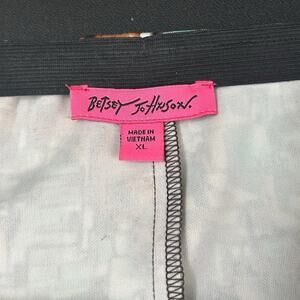 BETSEY JOHNSON.
MADE IN
VIETNAM
XL